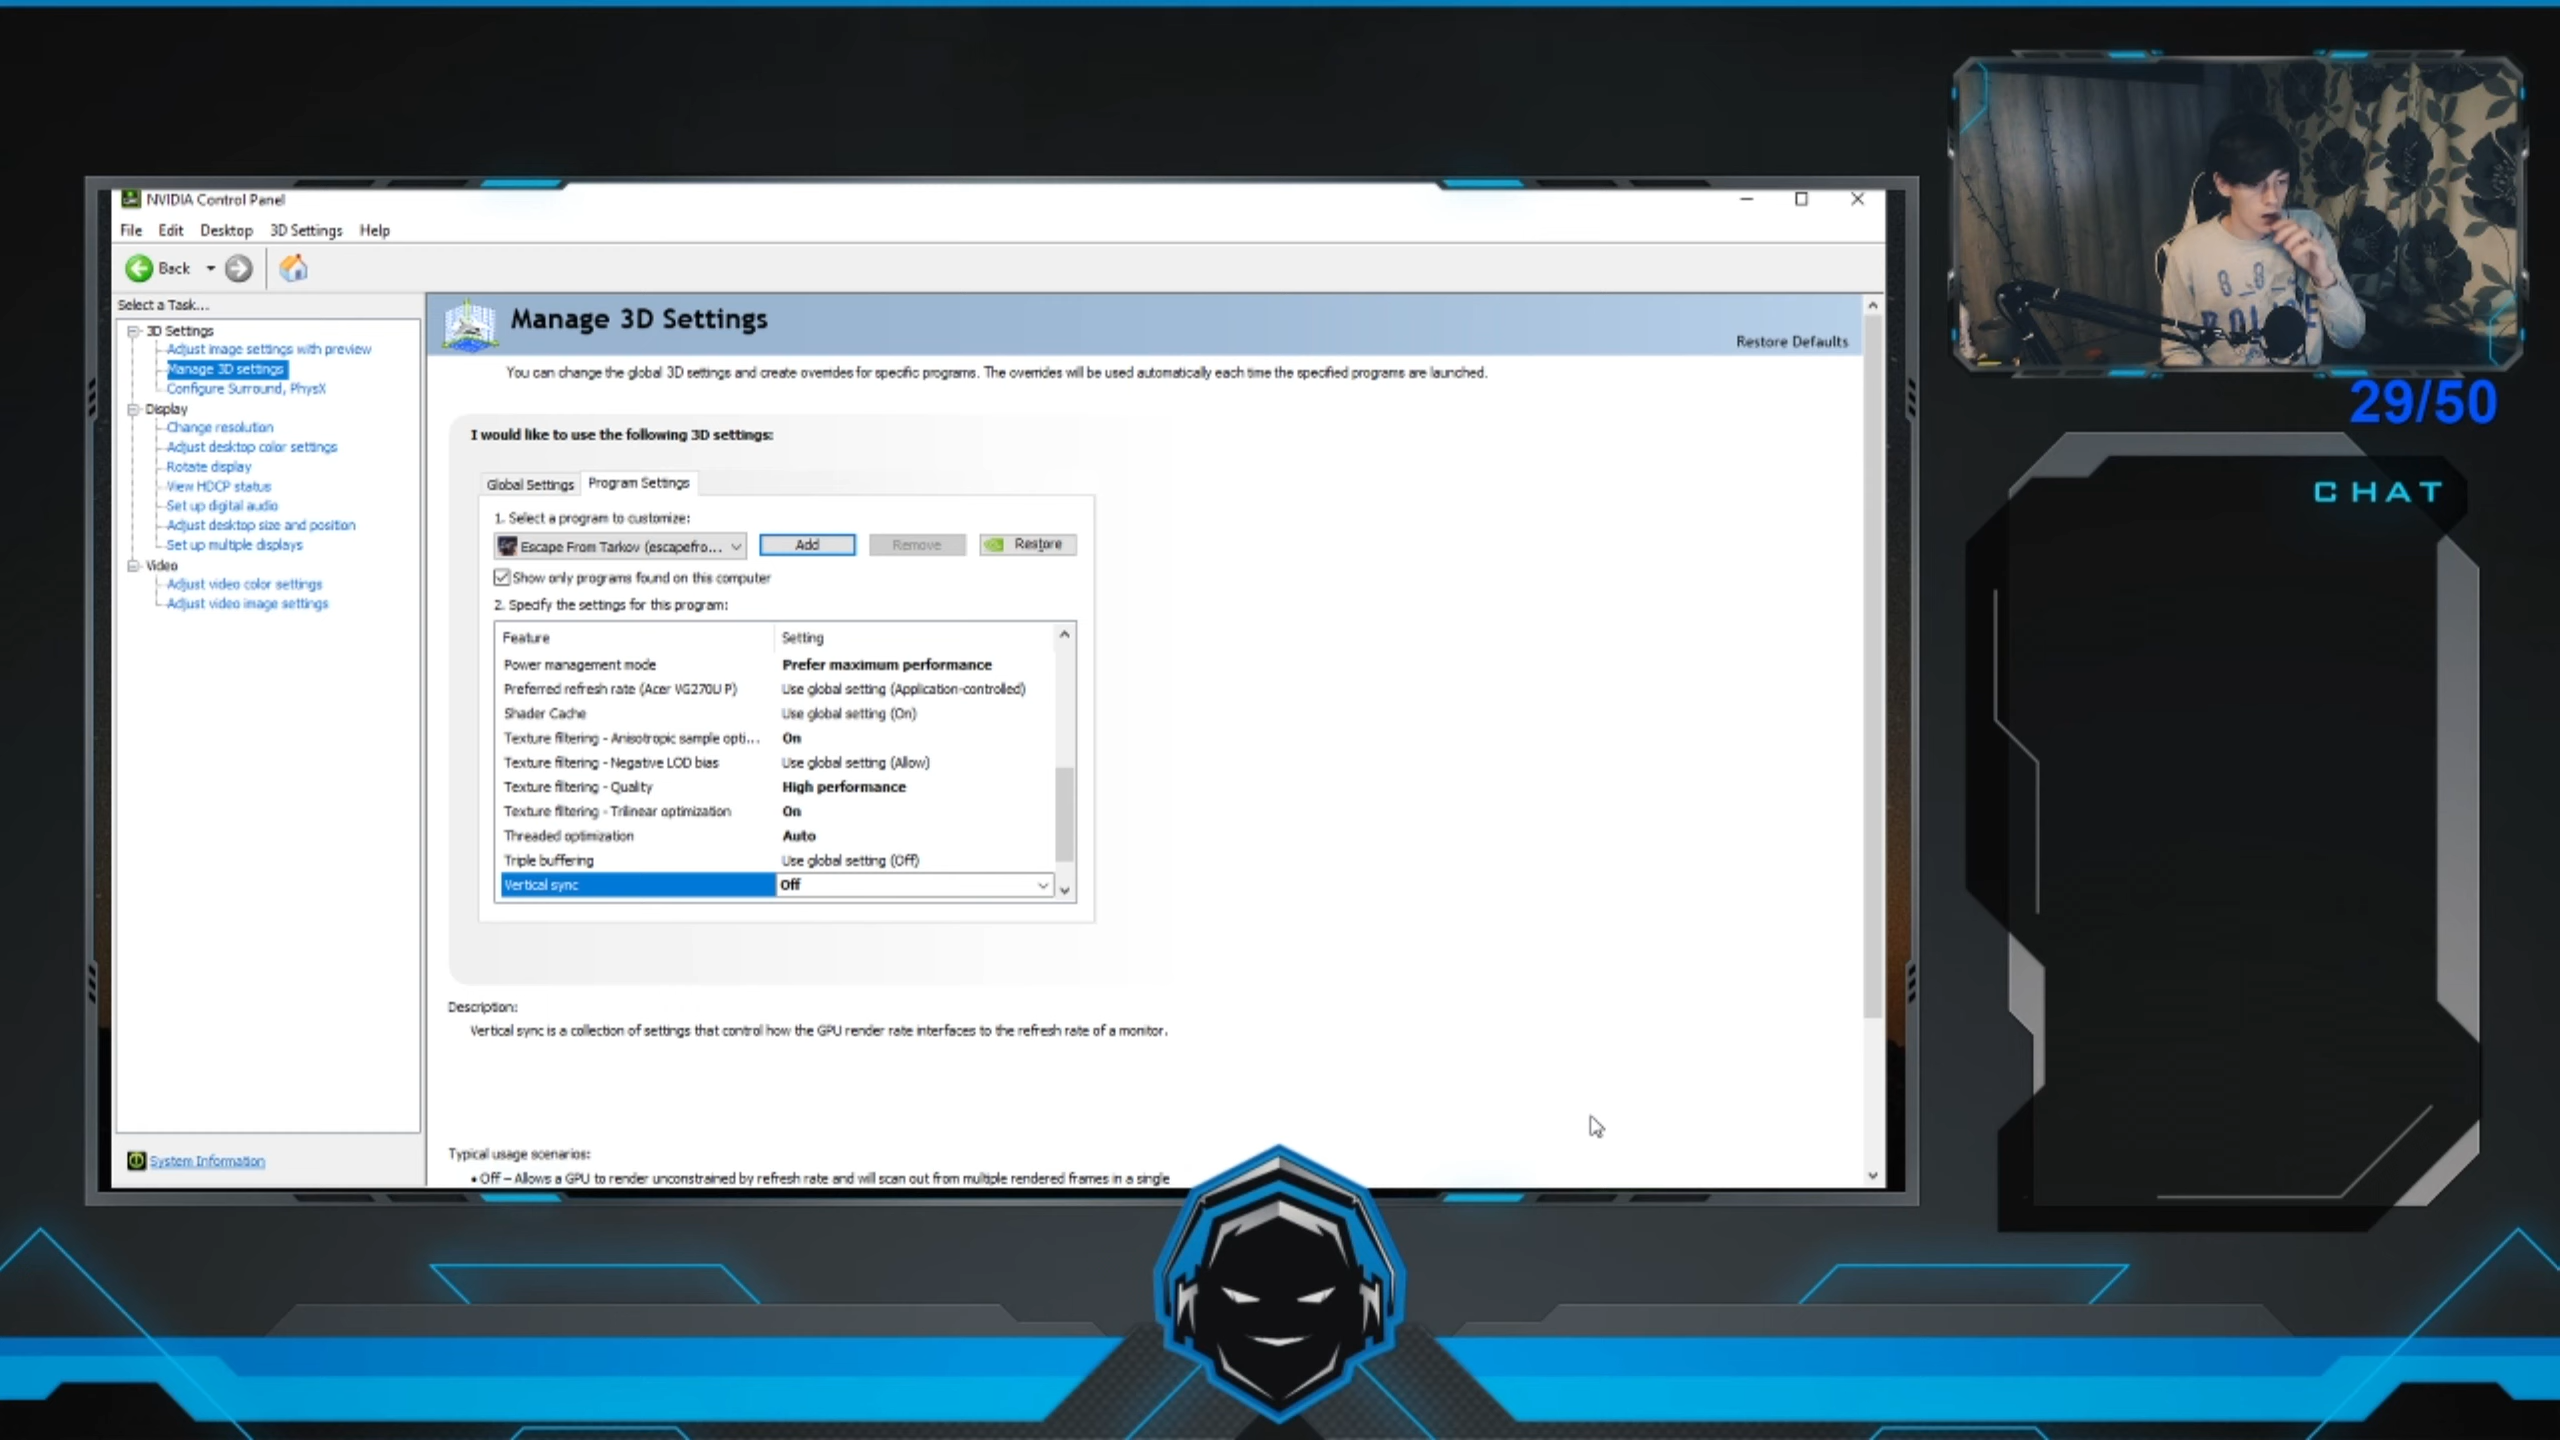 NVIDIA Control Panel
File Edit Desktop 3D Settings Help
Back
Select a Task...
3D Settings
Adjust image settings with preview
Manage 3D settings
Configure Surround, PhysX
Display
Change resolution
Adjust desktop color settings
Rotate display
View HDCP status
Set up digital audio
Adjust desktop size and position
Set up multiple displays
Video
Adjust video color settings
Adjust video image settings
System Information
Manage 3D Settings
Restore Defaults
You can change the global 3D settings and create overrides for specific programs. The overrides will be used automatically each time the specified programs are launched.
I would like to use the following 3D settings:
Global Settings Program Settings
1. Select a program to customize:
Escape From Tarkov (escapefro... Add Remove Restore
Show only programs found on this computer
2. Specify the settings for this program:
Feature Setting
Power management mode Prefer maximum performance
Preferred refresh rate (Acer VG270U P) Use global setting (Application-controlled)
Shader Cache Use global setting (On)
Texture filtering - Anisotropic sample opti... On
Texture filtering - Negative LOD bias Use global setting (Allow)
Texture filtering - Quality High performance
Texture filtering - Trilinear optimization On
Threaded optimization Auto
Triple buffering Use global setting (Off)
Vertical sync Off
Description:
Vertical sync is a collection of settings that control how the GPU render rate interfaces to the refresh rate of a monitor.
Typical usage scenarios:
• Off – Allows a GPU to render unconstrained by refresh rate and will scan out from multiple rendered frames in a single
29/50
CHAT